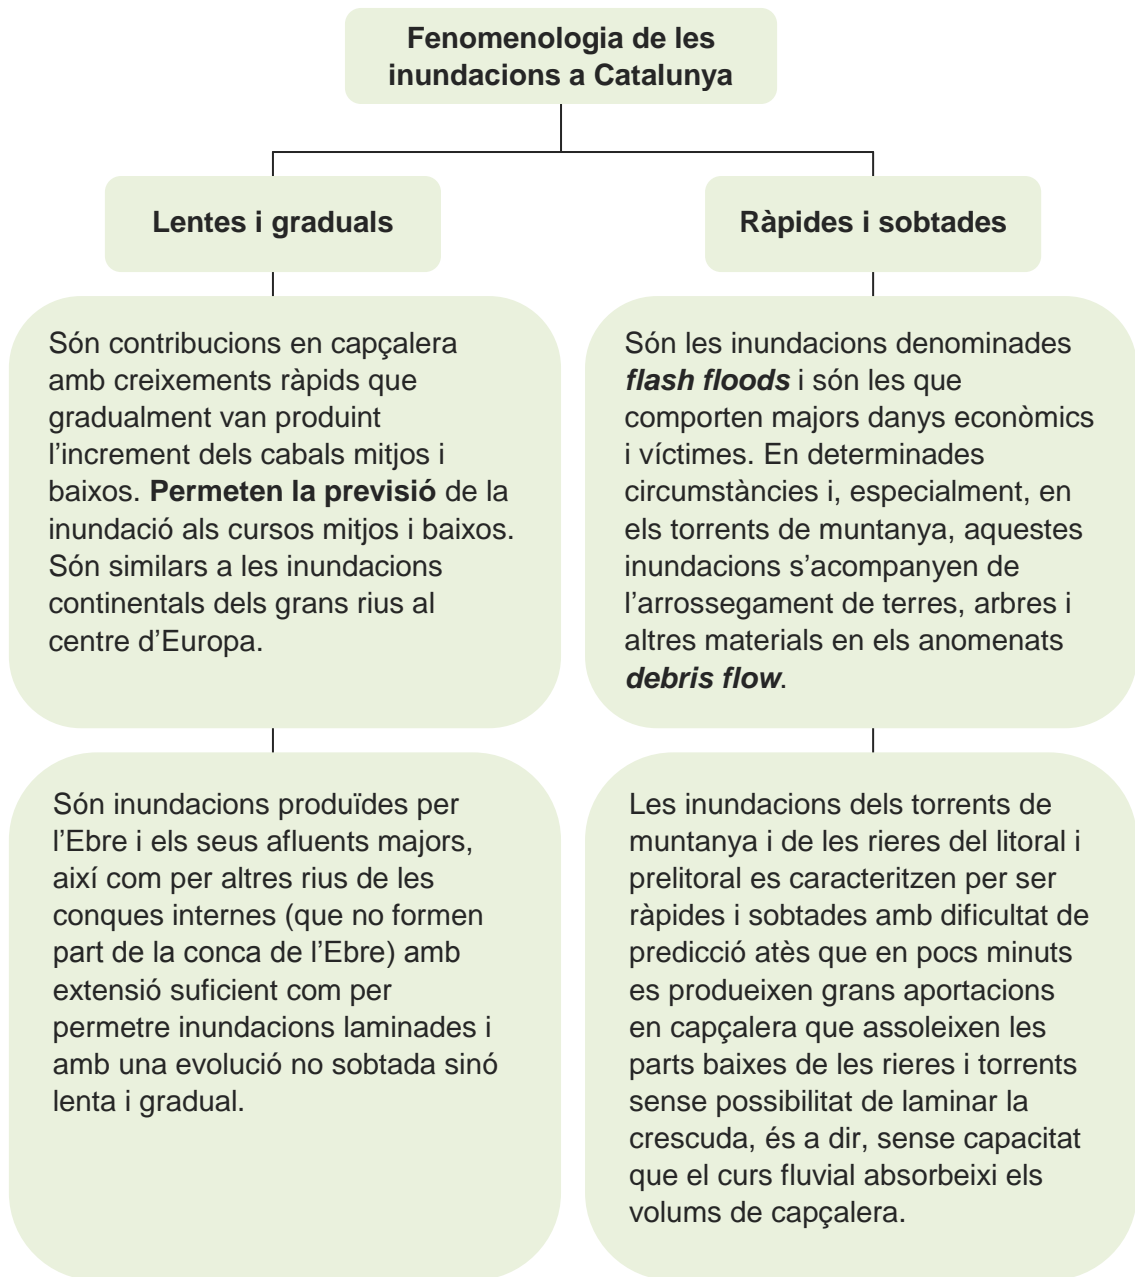 Fenomenologia de les
inundacions a Catalunya
Lentes i graduals
Són contribucions en capçalera
amb creixements ràpids que
gradualment van produint
l'increment dels cabals mitjos i
baixos. Permeten la previsió de la
inundació als cursos mitjos i baixos.
Són similars a les inundacions
continentals dels grans rius al
centre d'Europa.
Són inundacions produïdes per
l'Ebre i els seus afluents majors,
així com per altres rius de les
conques internes (que no formen
part de la conca de l'Ebre) amb
extensió suficient com per
permetre inundacions laminades i
amb una evolució no sobtada sinó
lenta i gradual.
Ràpides i sobtades
Són les inundacions denominades
flash floods i són les que
comporten majors danys econòmics
i víctimes. En determinades
circumstàncies i, especialment, en
els torrents de muntanya, aquestes
inundacions s'acompanyen de
l'arrossegament de terres, arbres i
altres materials en els anomenats
debris flow.
Les inundacions dels torrents de
muntanya i de les rieres del litoral i
prelitoral es caracteritzen per ser
ràpides i sobtades amb dificultat de
predicció atès que en pocs minuts
es produeixen grans aportacions
en capçalera que assoleixen les
parts baixes de les rieres i torrents
sense possibilitat de laminar la
crescuda, és a dir, sense capacitat
que el curs fluvial absorbeixi els
volums de capçalera.